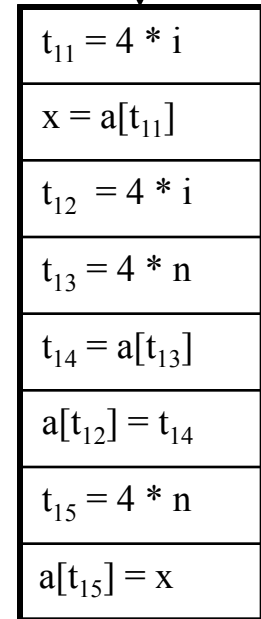 t₁₁ = 4 * i
x = a[t₁₁]
t₁₂ = 4 * i
t₁₃ = 4 * n
t₁₄ = a[t₁₃]
a[t₁₂] = t₁₄
t₁₅ = 4 * n
a[t₁₅] = x